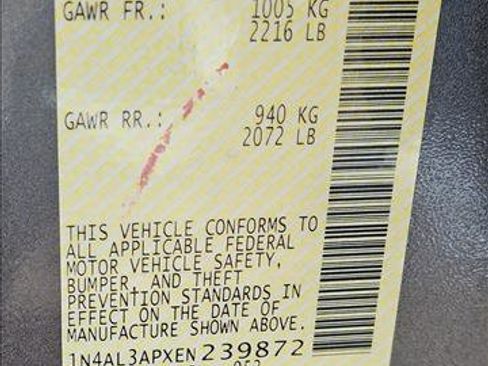 GAWR FR.: 1005 KG
2216 LB
GAWR RR.: 940 KG
2072 LB
THIS VEHICLE CONFORMS TO
ALL APPLICABLE FEDERAL
MOTOR VEHICLE SAFETY,
BUMPER, AND THEFT
PREVENTION STANDARDS IN
EFFECT ON THE DATE OF
MANUFACTURE SHOWN ABOVE.
1N4AL3APXEN239872